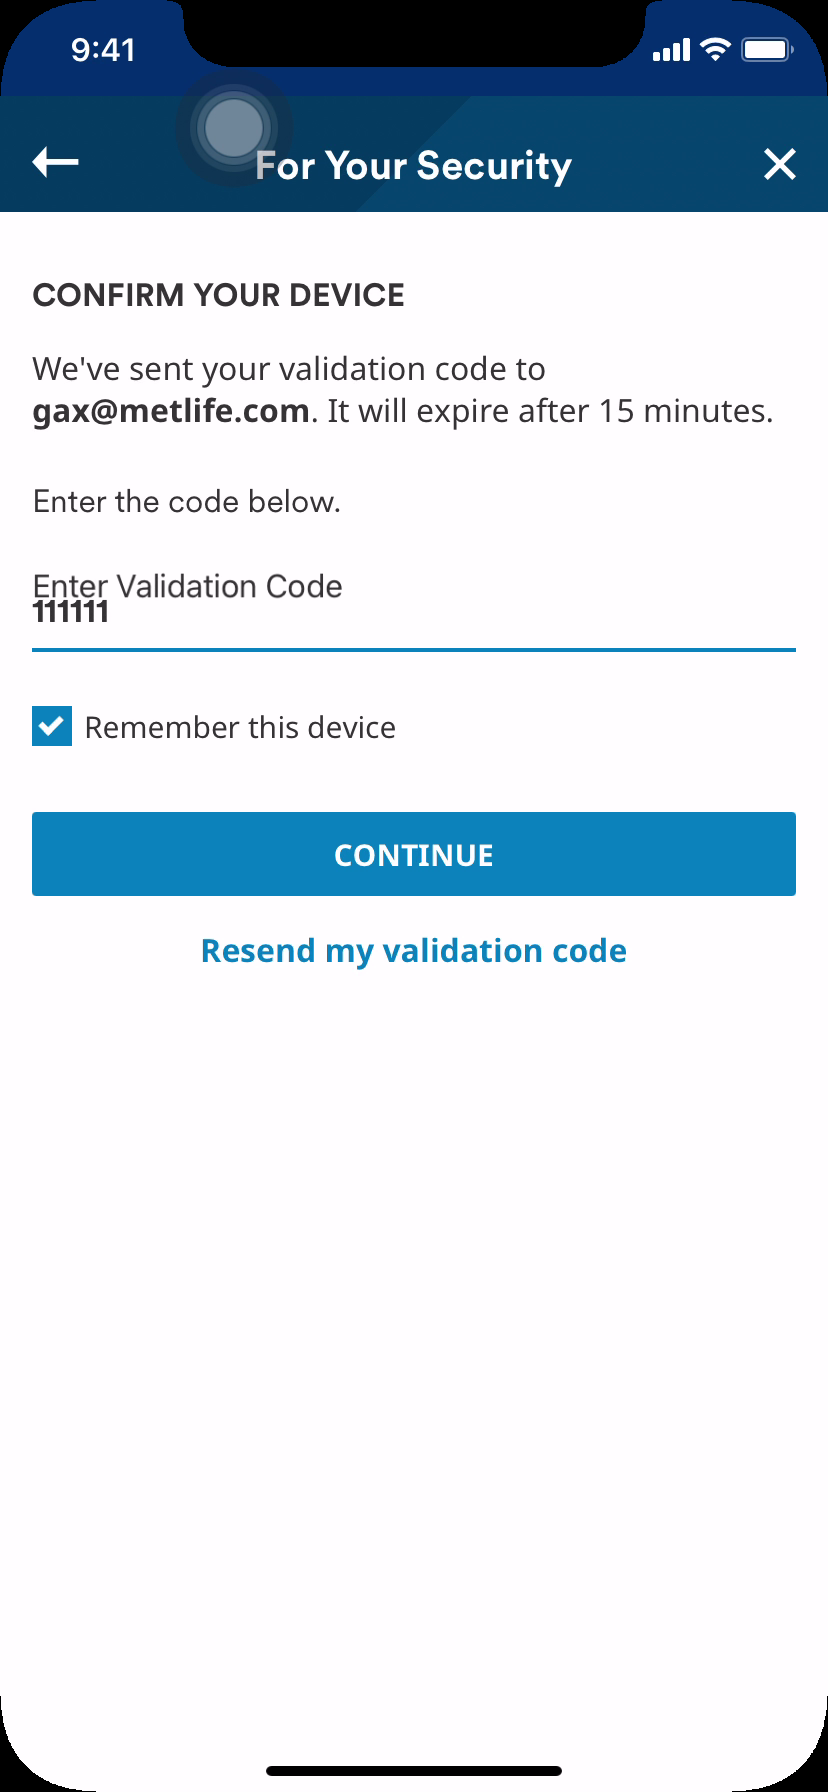 9:41
For Your Security
CONFIRM YOUR DEVICE
We've sent your validation code to
gax@metlife.com. It will expire after 15 minutes.
Enter the code below.
Enter Validation Code
111111
Remember this device
CONTINUE
Resend my validation code